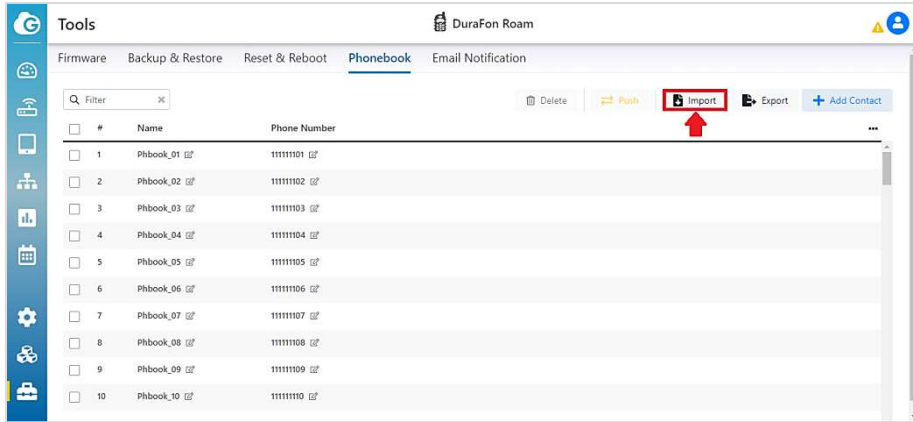 Tools
DuraFon Roam
Firmware Backup & Restore Reset & Reboot Phonebook Email Notification
Filter Delete Push Import Export Add Contact
# Name Phone Number
1 Phbook_01 111111101
2 Phbook_02 111111102
3 Phbook_03 111111103
4 Phbook_04 111111104
5 Phbook_05 111111105
6 Phbook_06 111111106
7 Phbook_07 111111107
8 Phbook_08 111111108
9 Phbook_09 111111109
10 Phbook_10 111111110